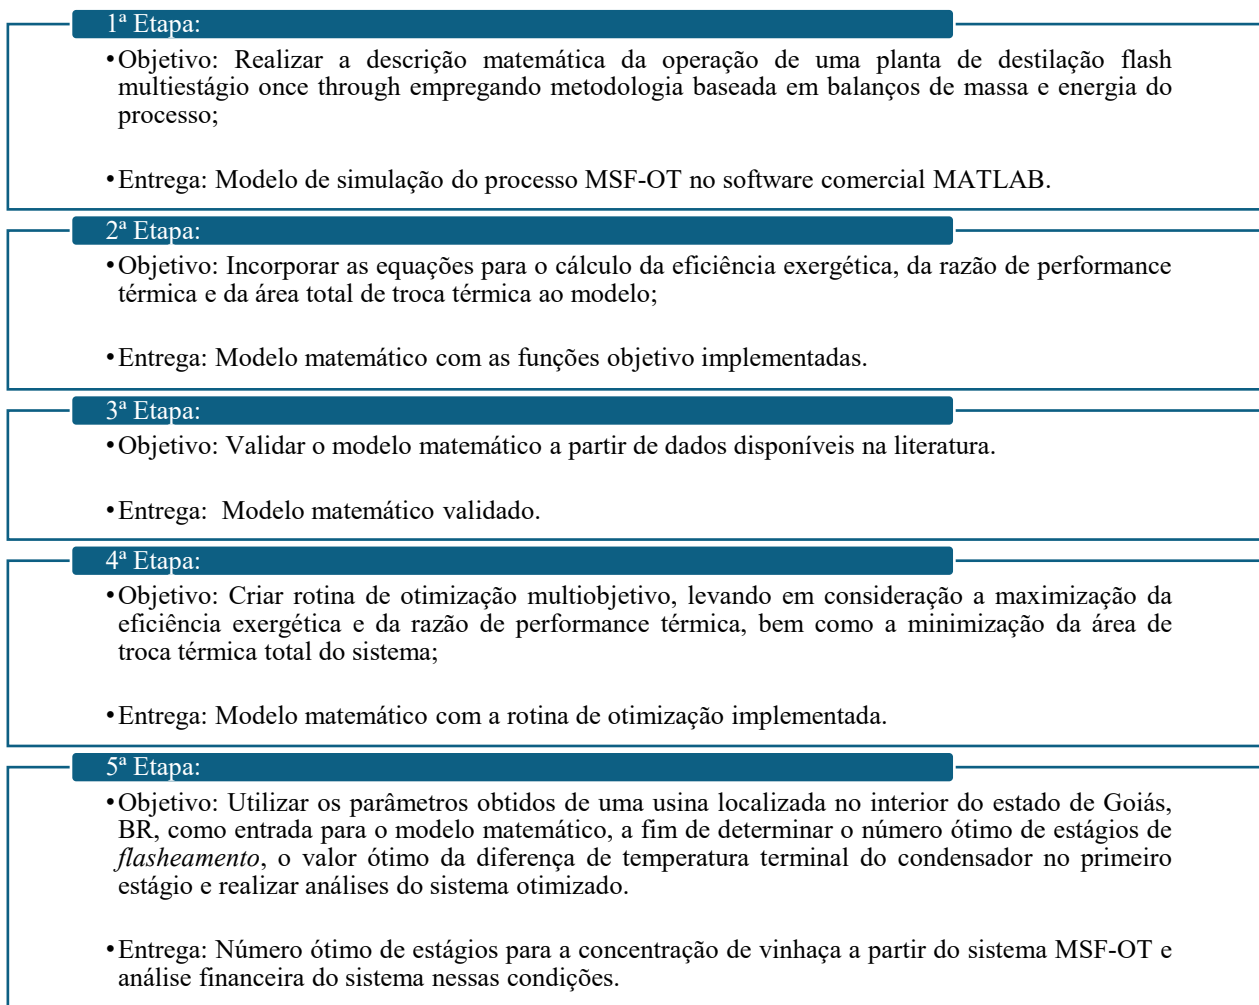 1ª Etapa:
•Objetivo: Realizar a descrição matemática da operação de uma planta de destilação flash
multiestágio once through empregando metodologia baseada em balanços de massa e energia do
processo;
•Entrega: Modelo de simulação do processo MSF-OT no software comercial MATLAB.
2ª Etapa:
•Objetivo: Incorporar as equações para o cálculo da eficiência exergética, da razão de performance
térmica e da área total de troca térmica ao modelo;
•Entrega: Modelo matemático com as funções objetivo implementadas.
3ª Etapa:
•Objetivo: Validar o modelo matemático a partir de dados disponíveis na literatura.
•Entrega: Modelo matemático validado.
4ª Etapa:
•Objetivo: Criar rotina de otimização multiobjetivo, levando em consideração a maximização da
eficiência exergética e da razão de performance térmica, bem como a minimização da área de
troca térmica total do sistema;
•Entrega: Modelo matemático com a rotina de otimização implementada.
5ª Etapa:
•Objetivo: Utilizar os parâmetros obtidos de uma usina localizada no interior do estado de Goiás,
BR, como entrada para o modelo matemático, a fim de determinar o número ótimo de estágios de
flasheamento, o valor ótimo da diferença de temperatura terminal do condensador no primeiro
estágio e realizar análises do sistema otimizado.
•Entrega: Número ótimo de estágios para a concentração de vinhaça a partir do sistema MSF-OT e
análise financeira do sistema nessas condições.